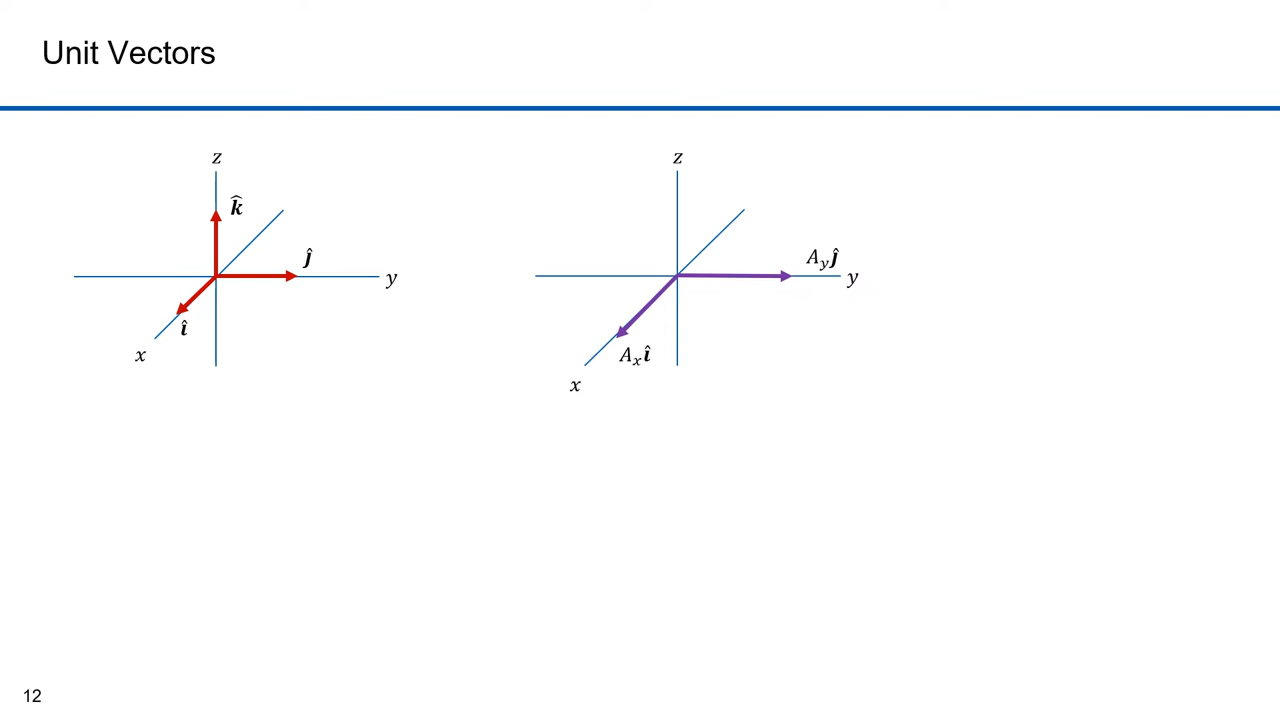 Unit Vectors
z
k̂
ĵ
y
î
x
z
A_y ĵ
y
A_x î
x
12